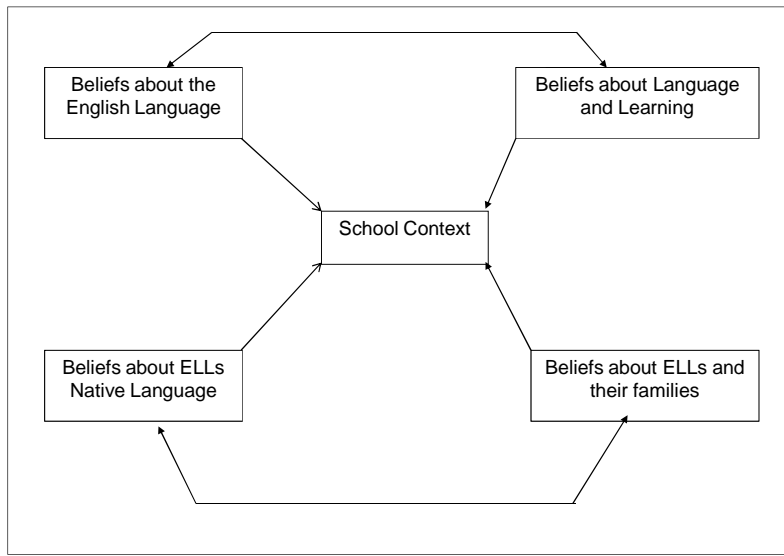 Beliefs about the
English Language
Beliefs about Language
and Learning
School Context
Beliefs about ELLs
Native Language
Beliefs about ELLs and
their families